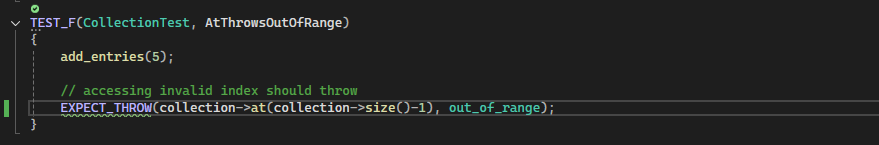 TEST_F(CollectionTest, AtThrowsOutOfRange)
{
    add_entries(5);

    // accessing invalid index should throw
    EXPECT_THROW(collection->at(collection->size()-1), out_of_range);
}